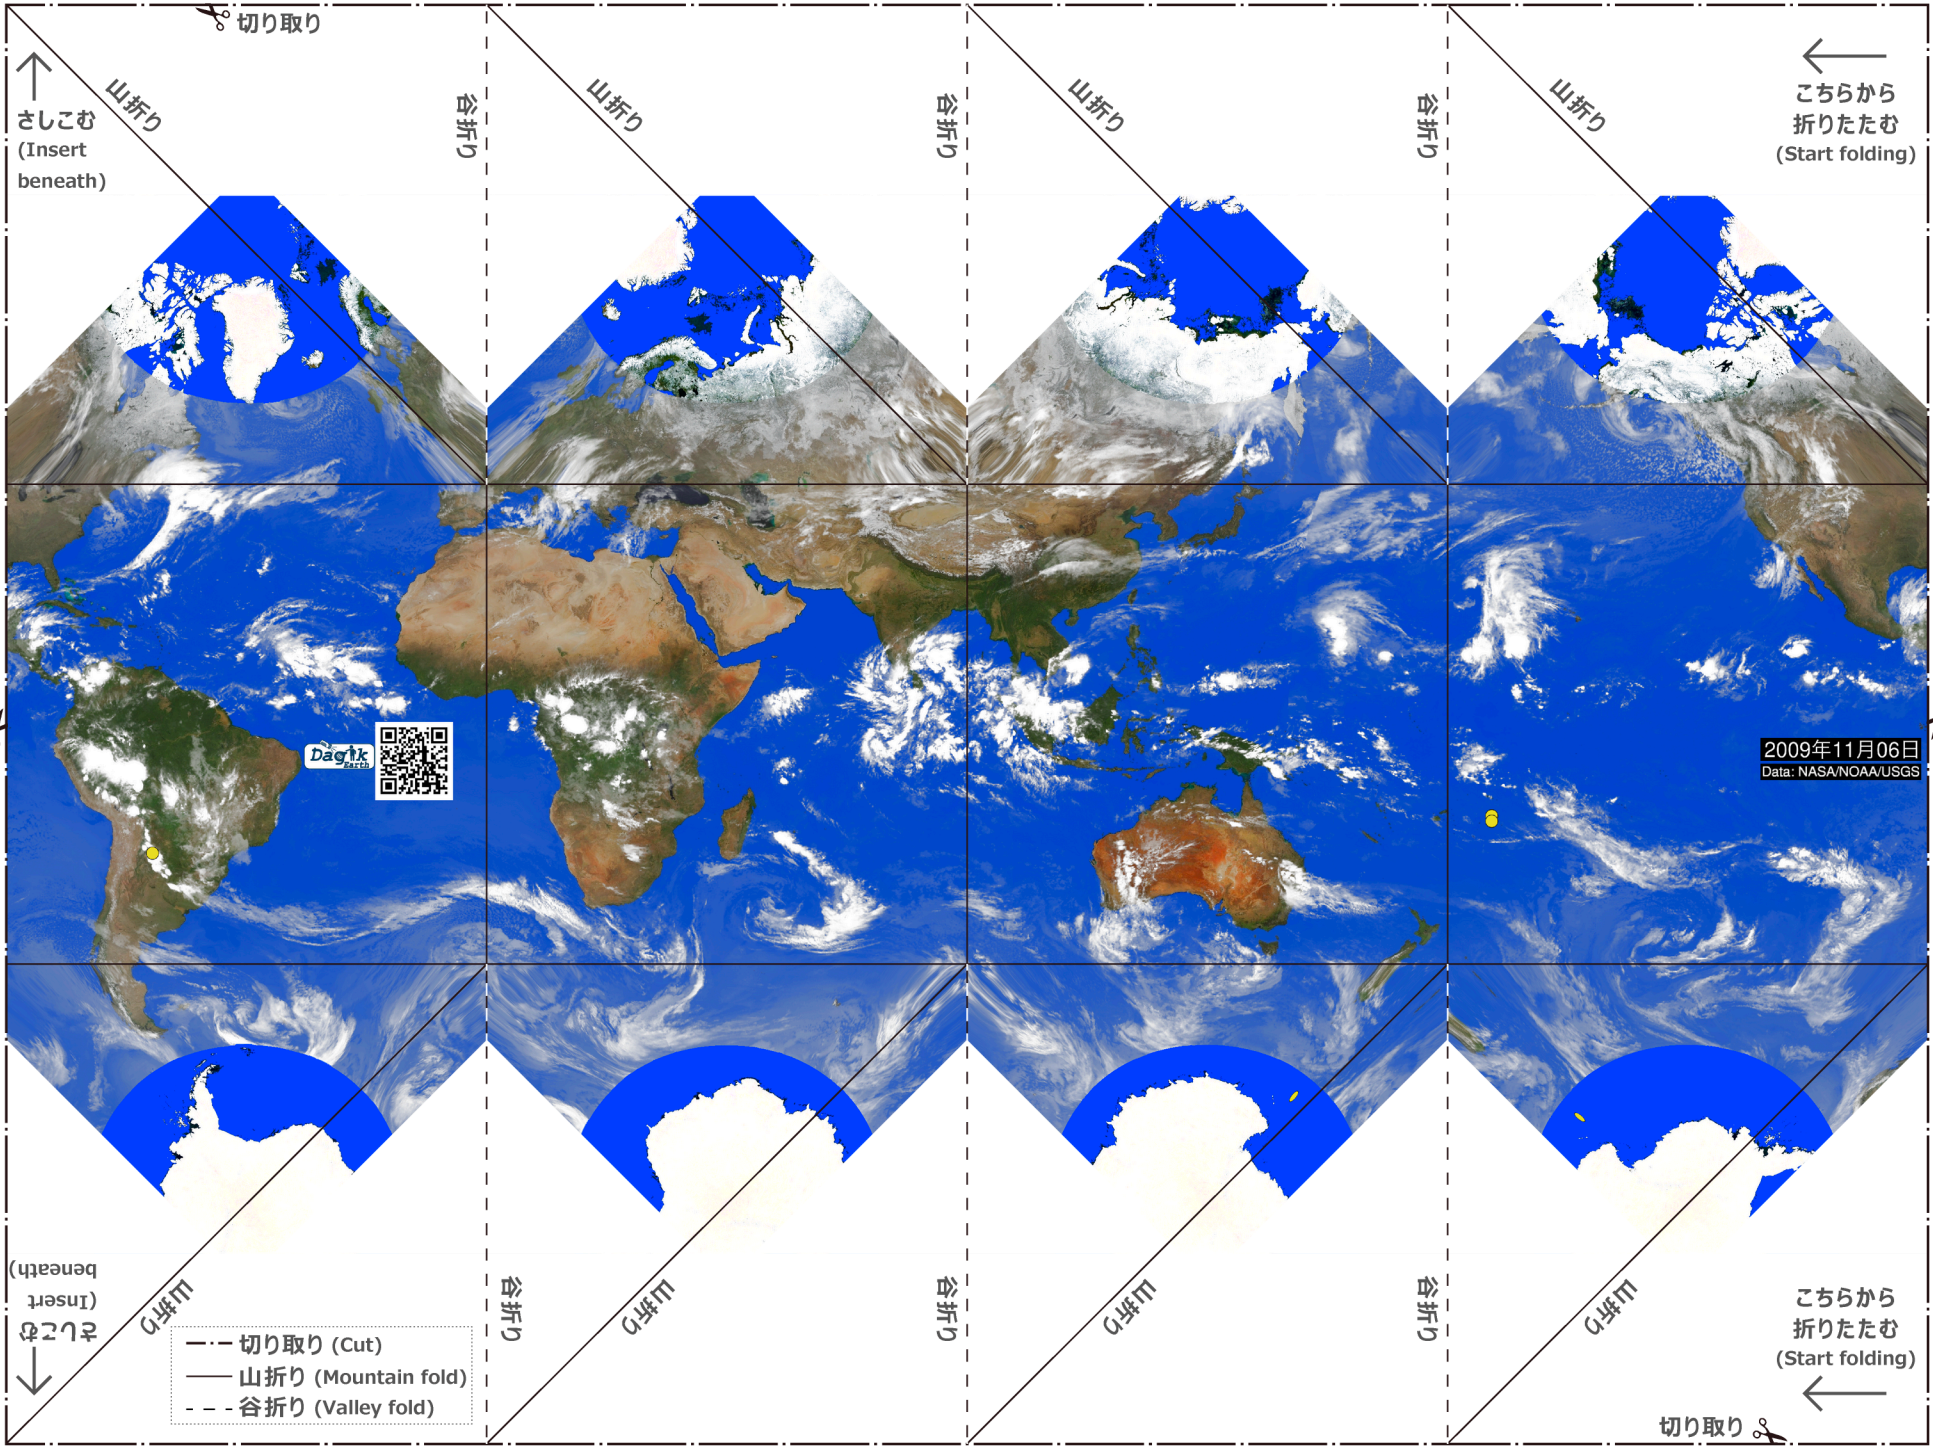 切り取り
山折り
谷折り
山折り
谷折り
山折り
谷折り
山折り
さしこむ
(Insert
beneath)
こちらから
折りたたむ
(Start folding)
Dagik
Earth
2009年11月06日
Data: NASA/NOAA/USGS
さしこむ
(Insert
beneath)
山折り
谷折り
山折り
谷折り
山折り
谷折り
山折り
切り取り (Cut)
山折り (Mountain fold)
谷折り (Valley fold)
こちらから
折りたたむ
(Start folding)
切り取り